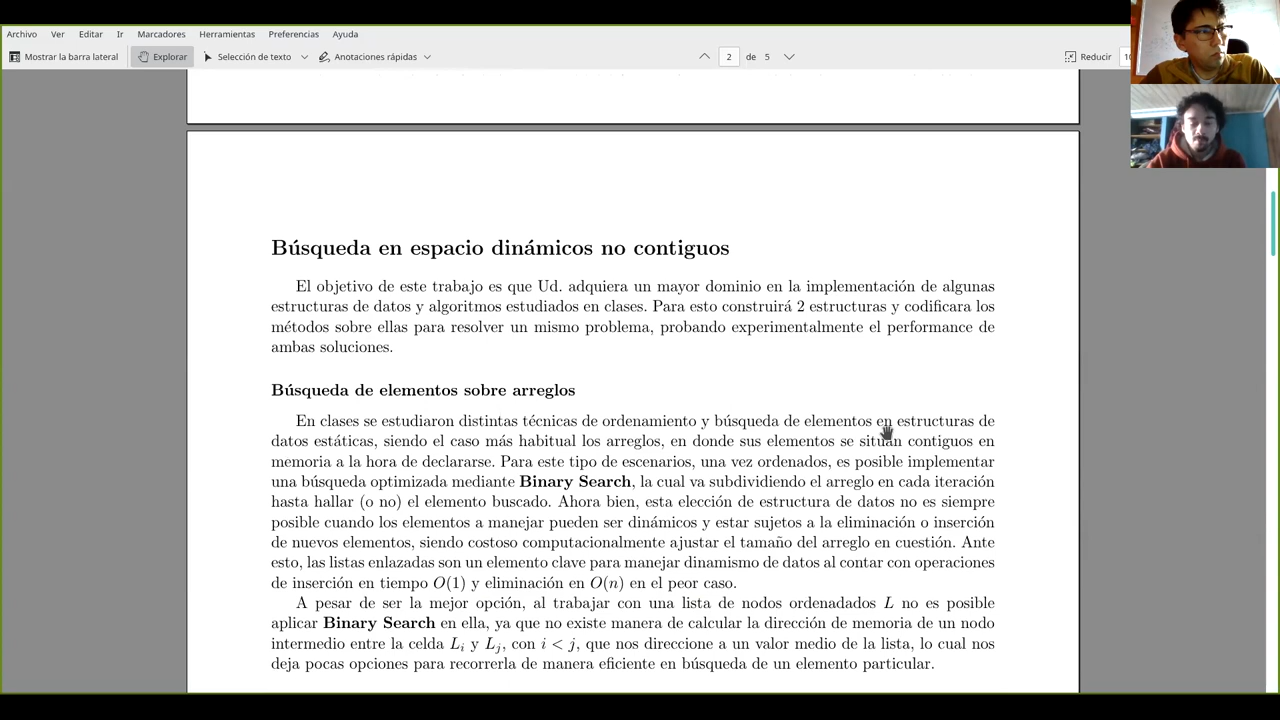 Archivo Ver Editar Ir Marcadores Herramientas Preferencias Ayuda
Mostrar la barra lateral Explorar Selección de texto Anotaciones rápidas 2 de 5 Reducir
Búsqueda en espacio dinámicos no contiguos
El objetivo de este trabajo es que Ud. adquiera un mayor dominio en la implementación de algunas
estructuras de datos y algoritmos estudiados en clases. Para esto construirá 2 estructuras y codificara los
métodos sobre ellas para resolver un mismo problema, probando experimentalmente el performance de
ambas soluciones.
Búsqueda de elementos sobre arreglos
En clases se estudiaron distintas técnicas de ordenamiento y búsqueda de elementos en estructuras de
datos estáticas, siendo el caso más habitual los arreglos, en donde sus elementos se sitúan contiguos en
memoria a la hora de declararse. Para este tipo de escenarios, una vez ordenados, es posible implementar
una búsqueda optimizada mediante Binary Search, la cual va subdividiendo el arreglo en cada iteración
hasta hallar (o no) el elemento buscado. Ahora bien, esta elección de estructura de datos no es siempre
posible cuando los elementos a manejar pueden ser dinámicos y estar sujetos a la eliminación o inserción
de nuevos elementos, siendo costoso computacionalmente ajustar el tamaño del arreglo en cuestión. Ante
esto, las listas enlazadas son un elemento clave para manejar dinamismo de datos al contar con operaciones
de inserción en tiempo O(1) y eliminación en O(n) en el peor caso.
A pesar de ser la mejor opción, al trabajar con una lista de nodos ordenadados L no es posible
aplicar Binary Search en ella, ya que no existe manera de calcular la dirección de memoria de un nodo
intermedio entre la celda Li y Lj, con i < j, que nos direccione a un valor medio de la lista, lo cual nos
deja pocas opciones para recorrerla de manera eficiente en búsqueda de un elemento particular.